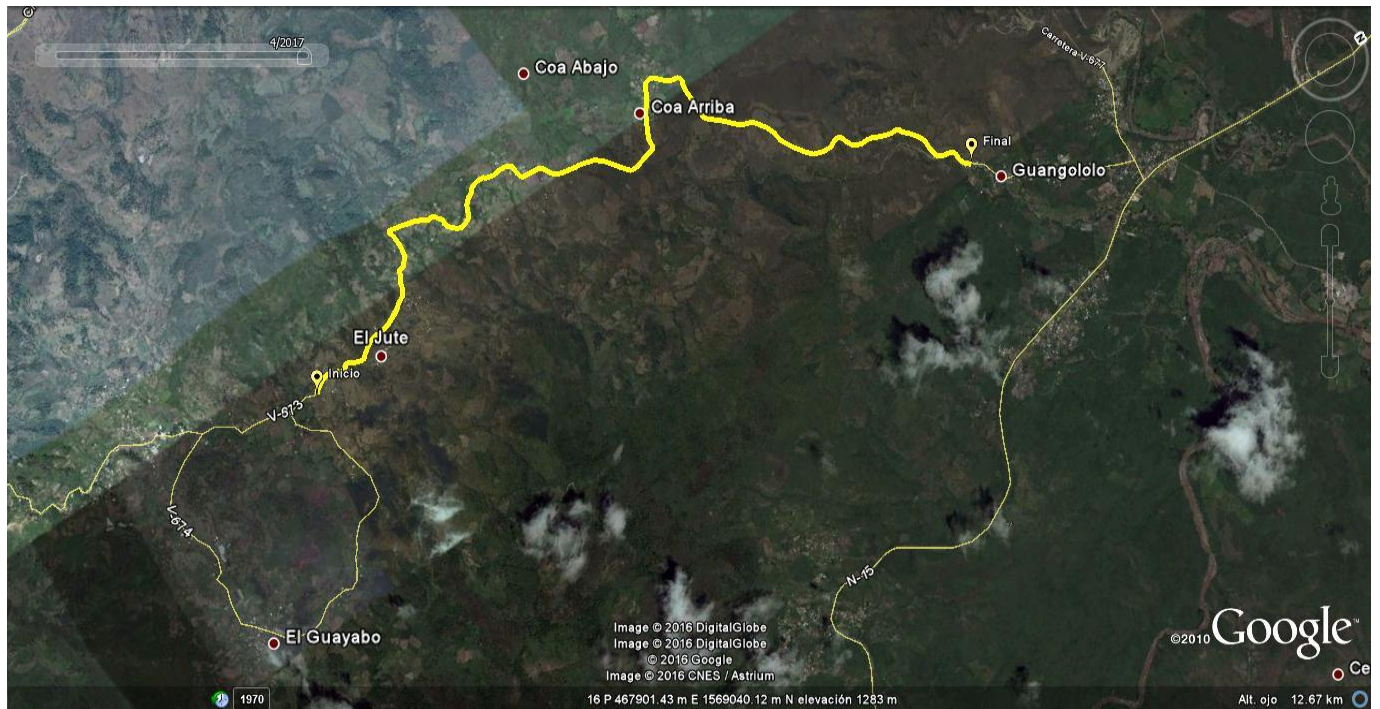 4/2017
Coa Abajo
Coa Arriba
Carretera V-677
N
Final
Guangololo
El Jute
Inicio
V-673
V-674
El Guayabo
N-15
Image © 2016 DigitalGlobe
Image © 2016 DigitalGlobe
© 2016 Google
Image © 2016 CNES / Astrium
©2010 Google™
Ce
1970
16 P 467901.43 m E 1569040.12 m N elevación 1283 m
Alt. ojo 12.67 km